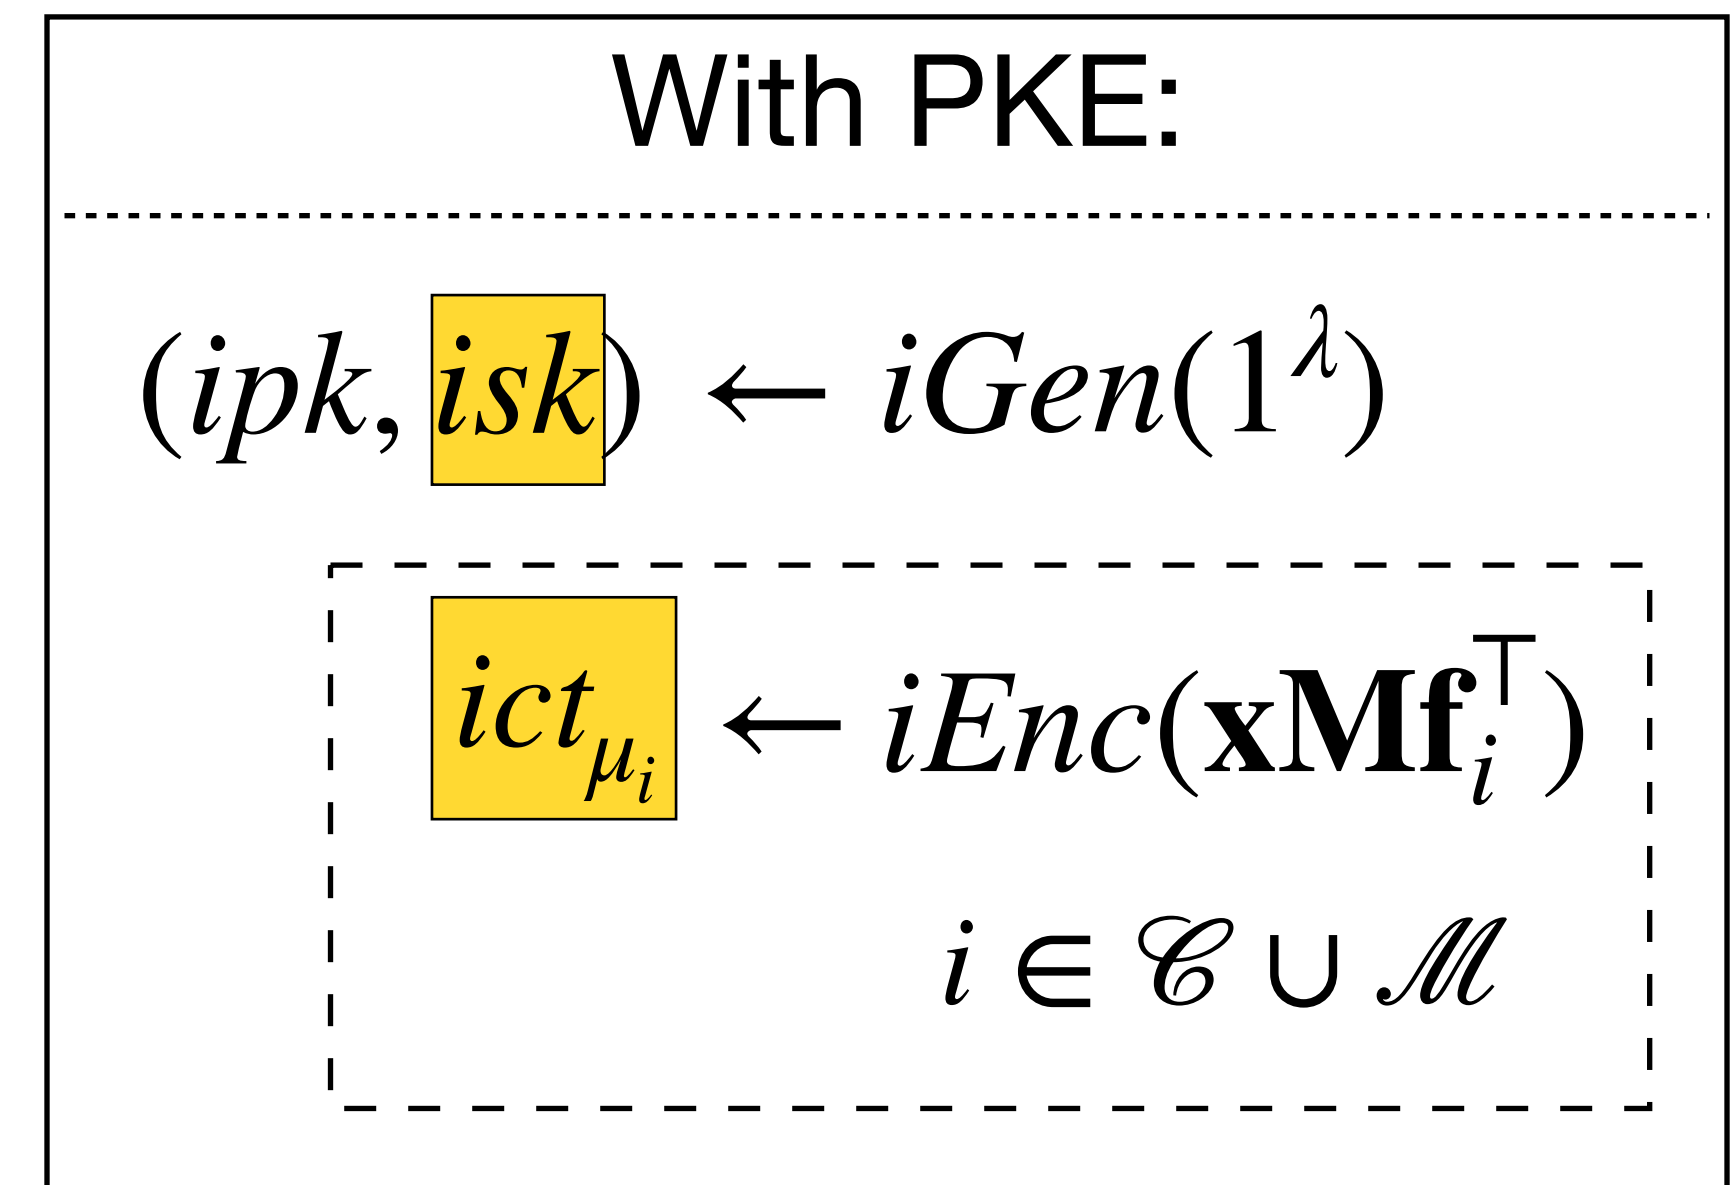 With PKE:
(ipk, isk) ← iGen(1^λ)
ict_{μ_i} ← iEnc(𝐱𝐌𝐟_i^⊤)
i ∈ 𝒞 ∪ ℳ